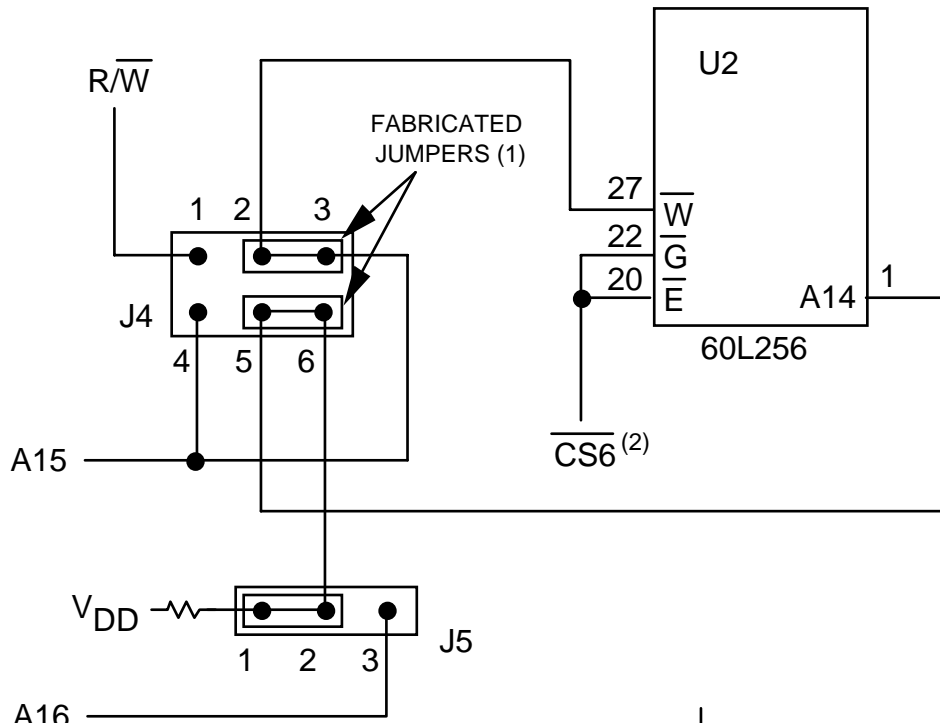 U2
R/W̅
FABRICATED
JUMPERS (1)
27
W̅
1
2
3
22
G̅
20
E̅
A14
1
J4
60L256
4
5
6
C̅S̅6̅ (2)
A15
VDD
J5
1
2
3
A16